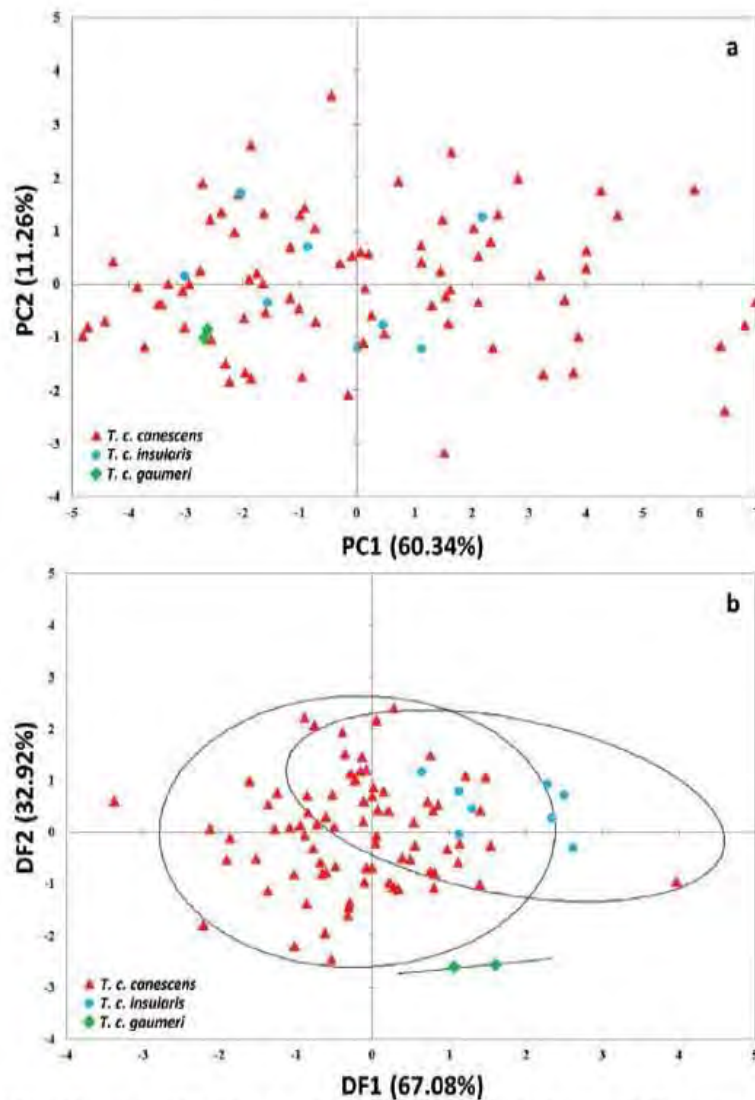 5
a
4
3
2
1
PC2 (11.26%)
0
-1
-2
T. c. canescens
-3
T. c. insularis
T. c. gaumeri
-4
-5 -4 -3 -2 -1 0 1 2 3 4 5 6 7
PC1 (60.34%)
5
b
4
3
2
1
DF2 (32.92%)
0
-1
-2
T. c. canescens
-3
T. c. insularis
T. c. gaumeri
-4
-4 -3 -2 -1 0 1 2 3 4 5
DF1 (67.08%)